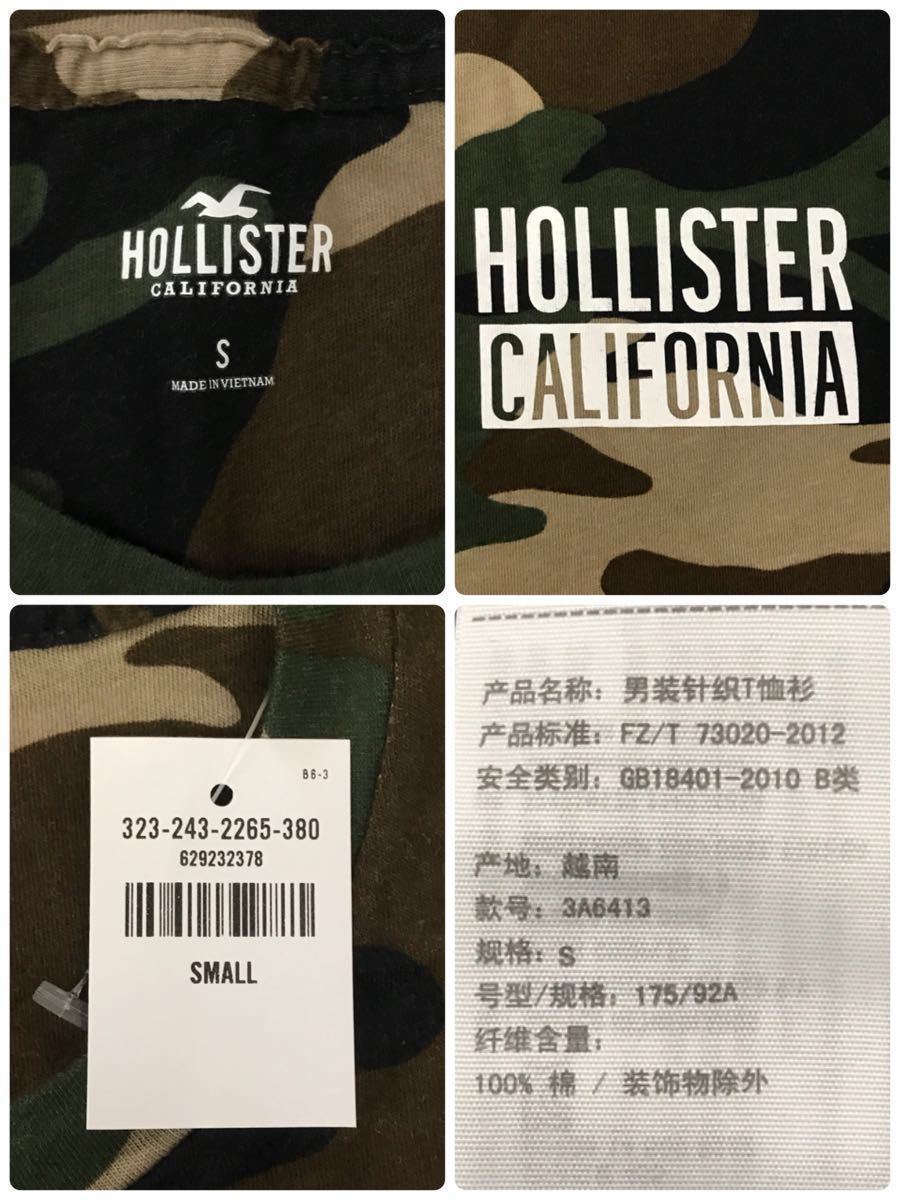 HOLLISTER
CALIFORNIA
S
MADE IN VIETNAM
HOLLISTER
CALIFORNIA
B6-3
323-243-2265-380
629232378
SMALL
产品名称: 男装针织T恤衫
产品标准: FZ/T 73020-2012
安全类别: GB18401-2010 B类
产地: 越南
款号: 3A6413
规格: S
号型/规格: 175/92A
纤维含量:
100% 棉 / 装饰物除外